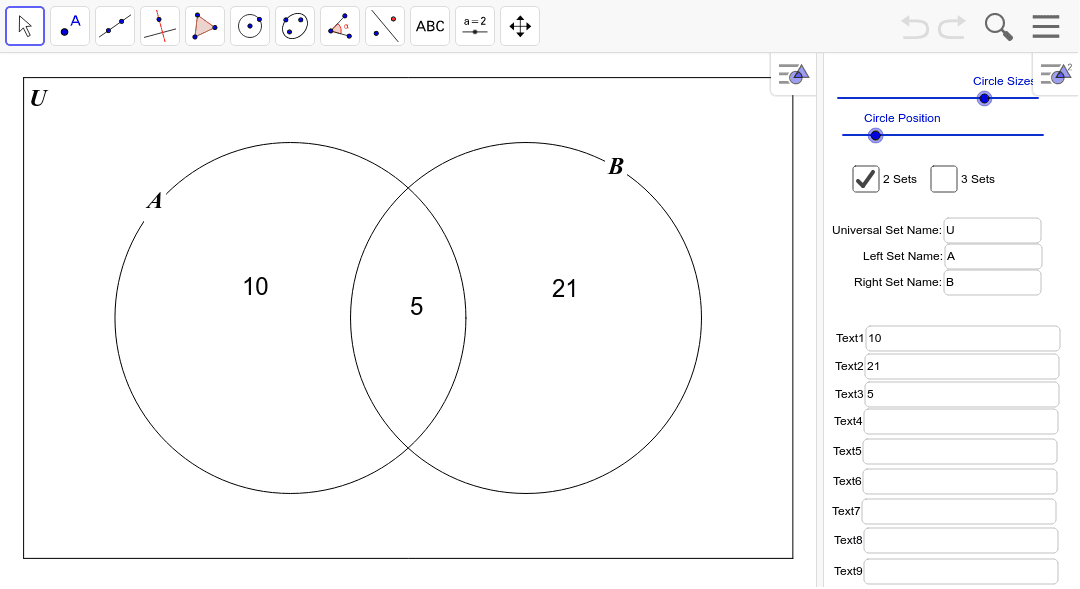 A
α
ABC
a=2
2
U
A
B
10
5
21
Circle Sizes
Circle Position
2 Sets
3 Sets
Universal Set Name: U
Left Set Name: A
Right Set Name: B
Text1 10
Text2 21
Text3 5
Text4
Text5
Text6
Text7
Text8
Text9